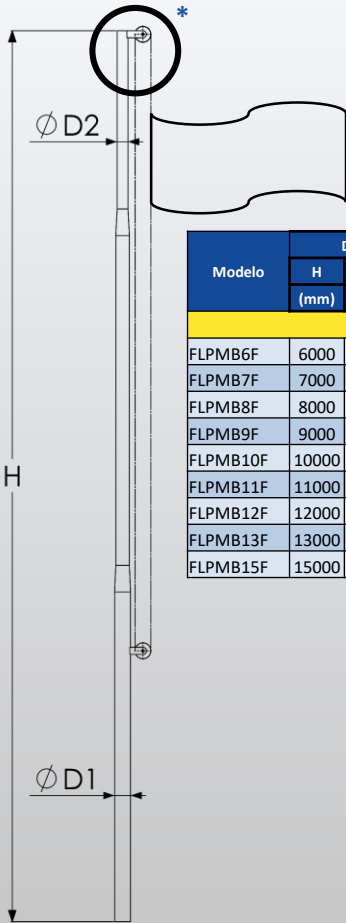 *
⌀ D2
H
⌀ D1
Modelo H
(mm)
FLPMB6F 6000
FLPMB7F 7000
FLPMB8F 8000
FLPMB9F 9000
FLPMB10F 10000
FLPMB11F 11000
FLPMB12F 12000
FLPMB13F 13000
FLPMB15F 15000